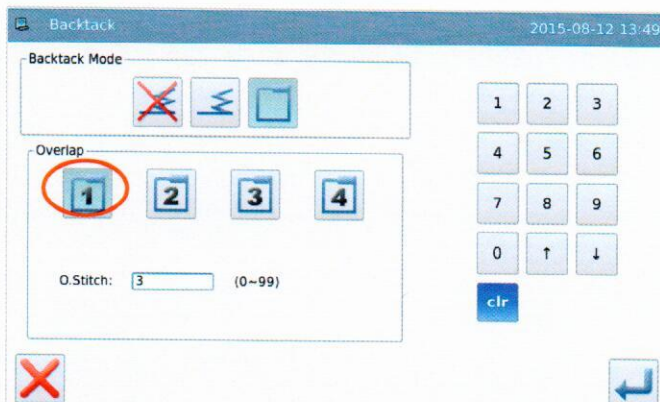 Backtack 2015-08-12 13:49
Backtack Mode
Overlap
1 2 3 4
O.Stitch: 3 (0~99)
1 2 3
4 5 6
7 8 9
0 ↑ ↓
clr